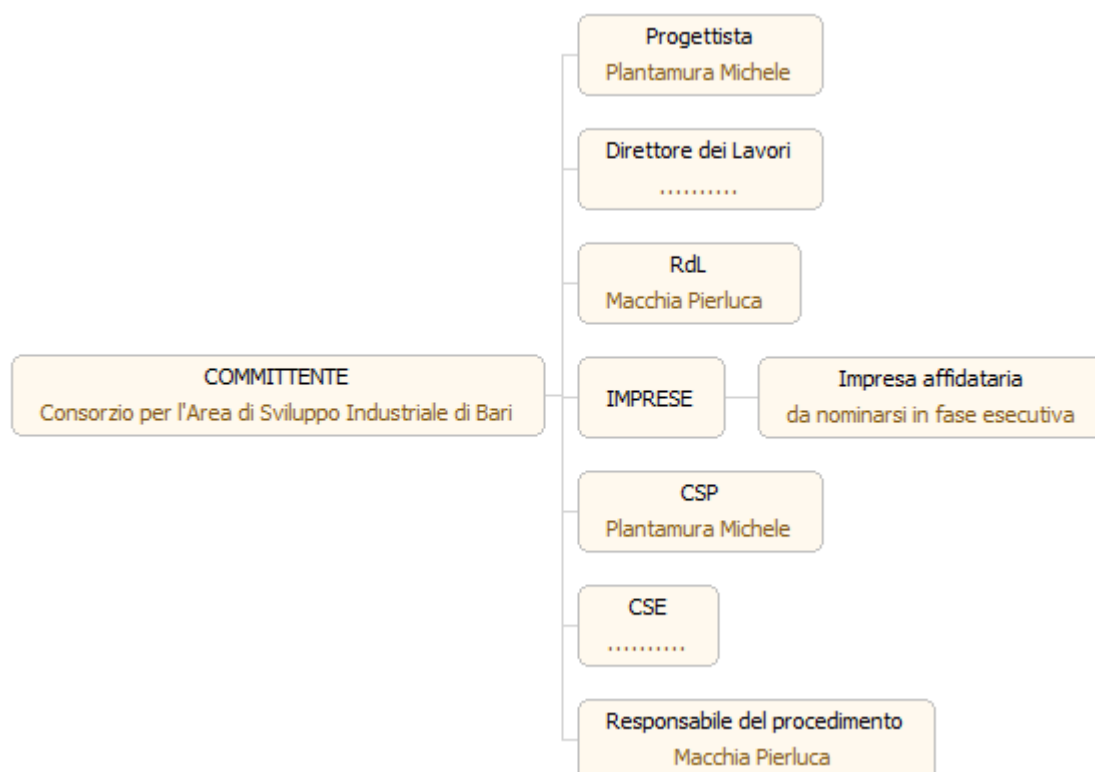 Progettista
Plantamura Michele
Direttore dei Lavori
..........
RdL
Macchia Pierluca
COMMITTENTE
Consorzio per l'Area di Sviluppo Industriale di Bari
IMPRESE
Impresa affidataria
da nominarsi in fase esecutiva
CSP
Plantamura Michele
CSE
..........
Responsabile del procedimento
Macchia Pierluca